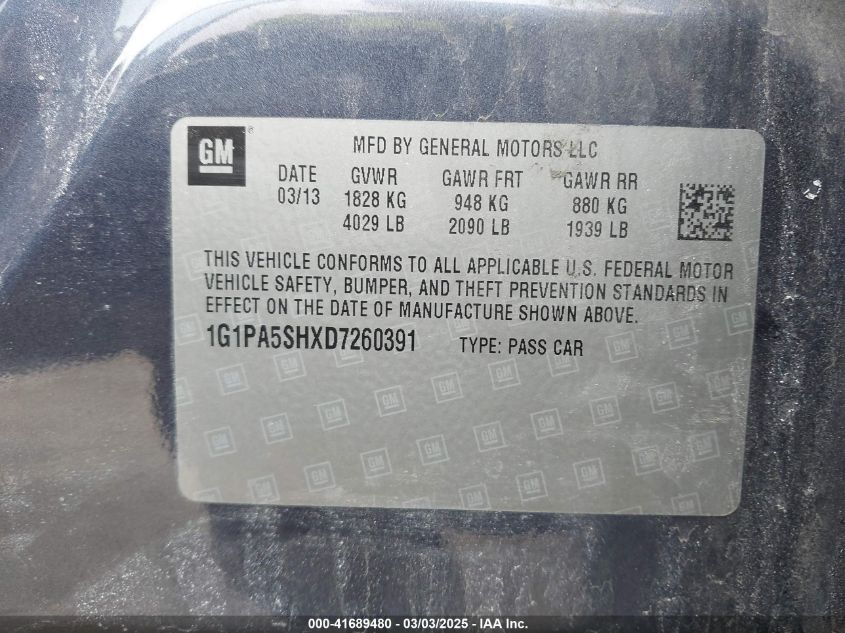 GM
MFD BY GENERAL MOTORS LLC
DATE GVWR GAWR FRT GAWR RR
03/13 1828 KG 948 KG 880 KG
4029 LB 2090 LB 1939 LB
THIS VEHICLE CONFORMS TO ALL APPLICABLE U.S. FEDERAL MOTOR
VEHICLE SAFETY, BUMPER, AND THEFT PREVENTION STANDARDS IN
EFFECT ON THE DATE OF MANUFACTURE SHOWN ABOVE.
1G1PA5SHXD7260391 TYPE: PASS CAR
000-41689480 - 03/03/2025 - IAA Inc.